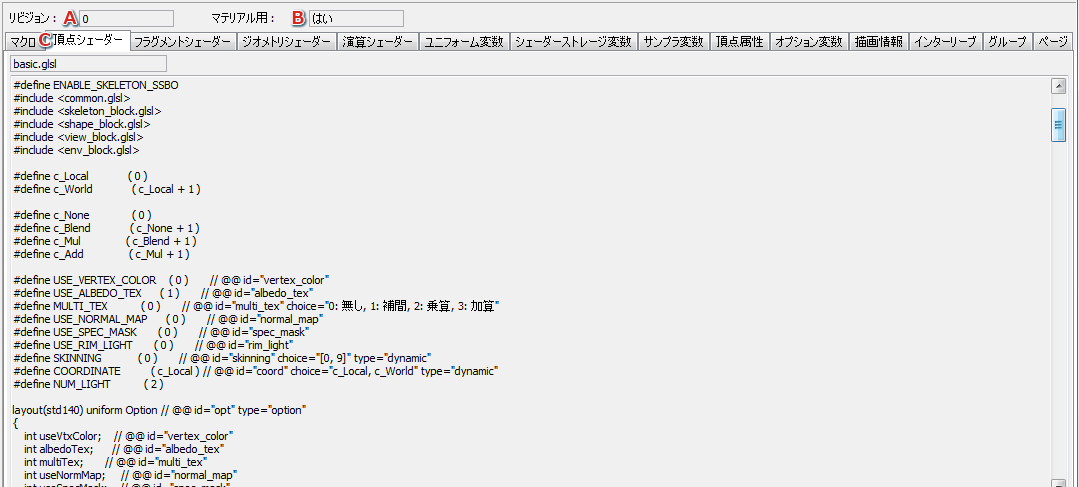 リビジョン： A 0 マテリアル用： B はい
マクロ C 頂点シェーダー フラグメントシェーダー ジオメトリシェーダー 演算シェーダー ユニフォーム変数 シェーダーストレージ変数 サンプラ変数 頂点属性 オプション変数 描画情報 インターリーブ グループ ページ
basic.glsl
#define ENABLE_SKELETON_SSBO
#include <common.glsl>
#include <skeleton_block.glsl>
#include <shape_block.glsl>
#include <view_block.glsl>
#include <env_block.glsl>
#define c_Local ( 0 )
#define c_World ( c_Local + 1 )
#define c_None ( 0 )
#define c_Blend ( c_None + 1 )
#define c_Mul ( c_Blend + 1 )
#define c_Add ( c_Mul + 1 )
#define USE_VERTEX_COLOR ( 0 ) // @@ id="vertex_color"
#define USE_ALBEDO_TEX ( 1 ) // @@ id="albedo_tex"
#define MULTI_TEX ( 0 ) // @@ id="multi_tex" choice="0: 無し, 1: 補間, 2: 乗算, 3: 加算"
#define USE_NORMAL_MAP ( 0 ) // @@ id="normal_map"
#define USE_SPEC_MASK ( 0 ) // @@ id="spec_mask"
#define USE_RIM_LIGHT ( 0 ) // @@ id="rim_light"
#define SKINNING ( 0 ) // @@ id="skinning" choice="[0, 9]" type="dynamic"
#define COORDINATE ( c_Local ) // @@ id="coord" choice="c_Local, c_World" type="dynamic"
#define NUM_LIGHT ( 2 )
layout(std140) uniform Option // @@ id="opt" type="option"
{
int useVtxColor; // @@ id="vertex_color"
int albedoTex; // @@ id="albedo_tex"
int multiTex; // @@ id="multi_tex"
int useNormMap; // @@ id="normal_map"
int useSpecMask; // @@ id="spec_mask"